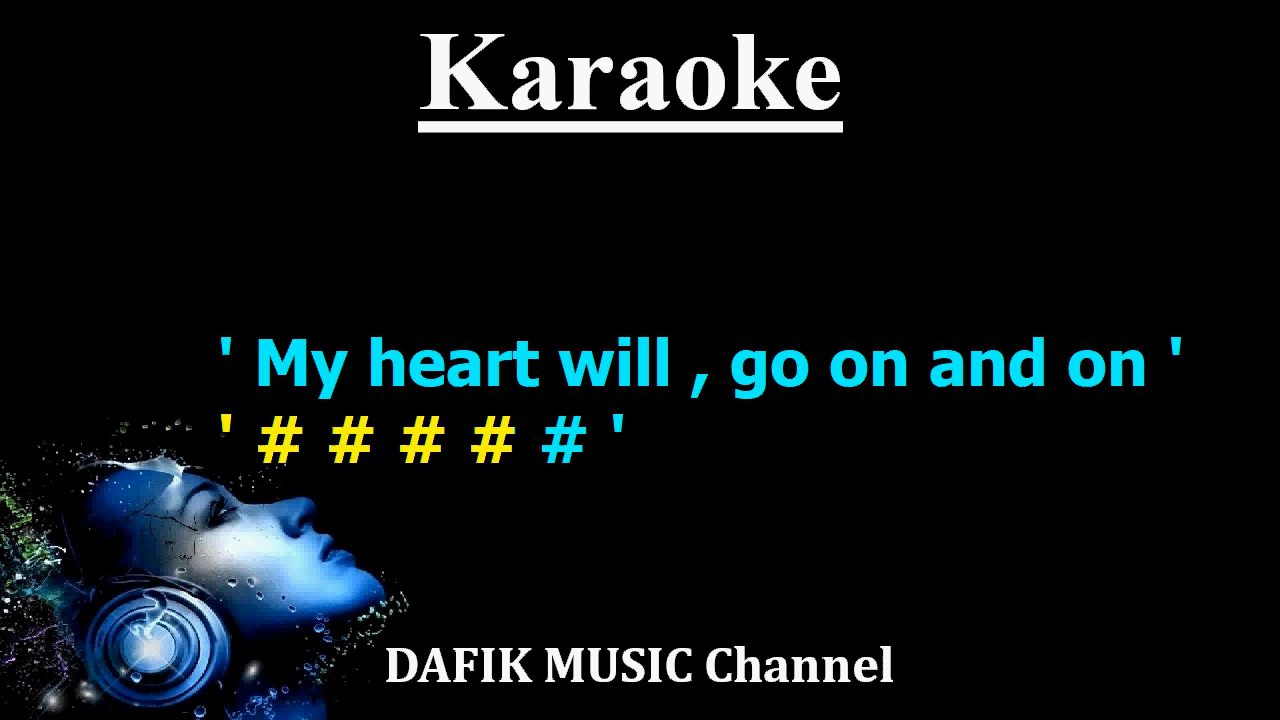 Karaoke
' My heart will , go on and on '
' # # # # # '
DAFIK MUSIC Channel